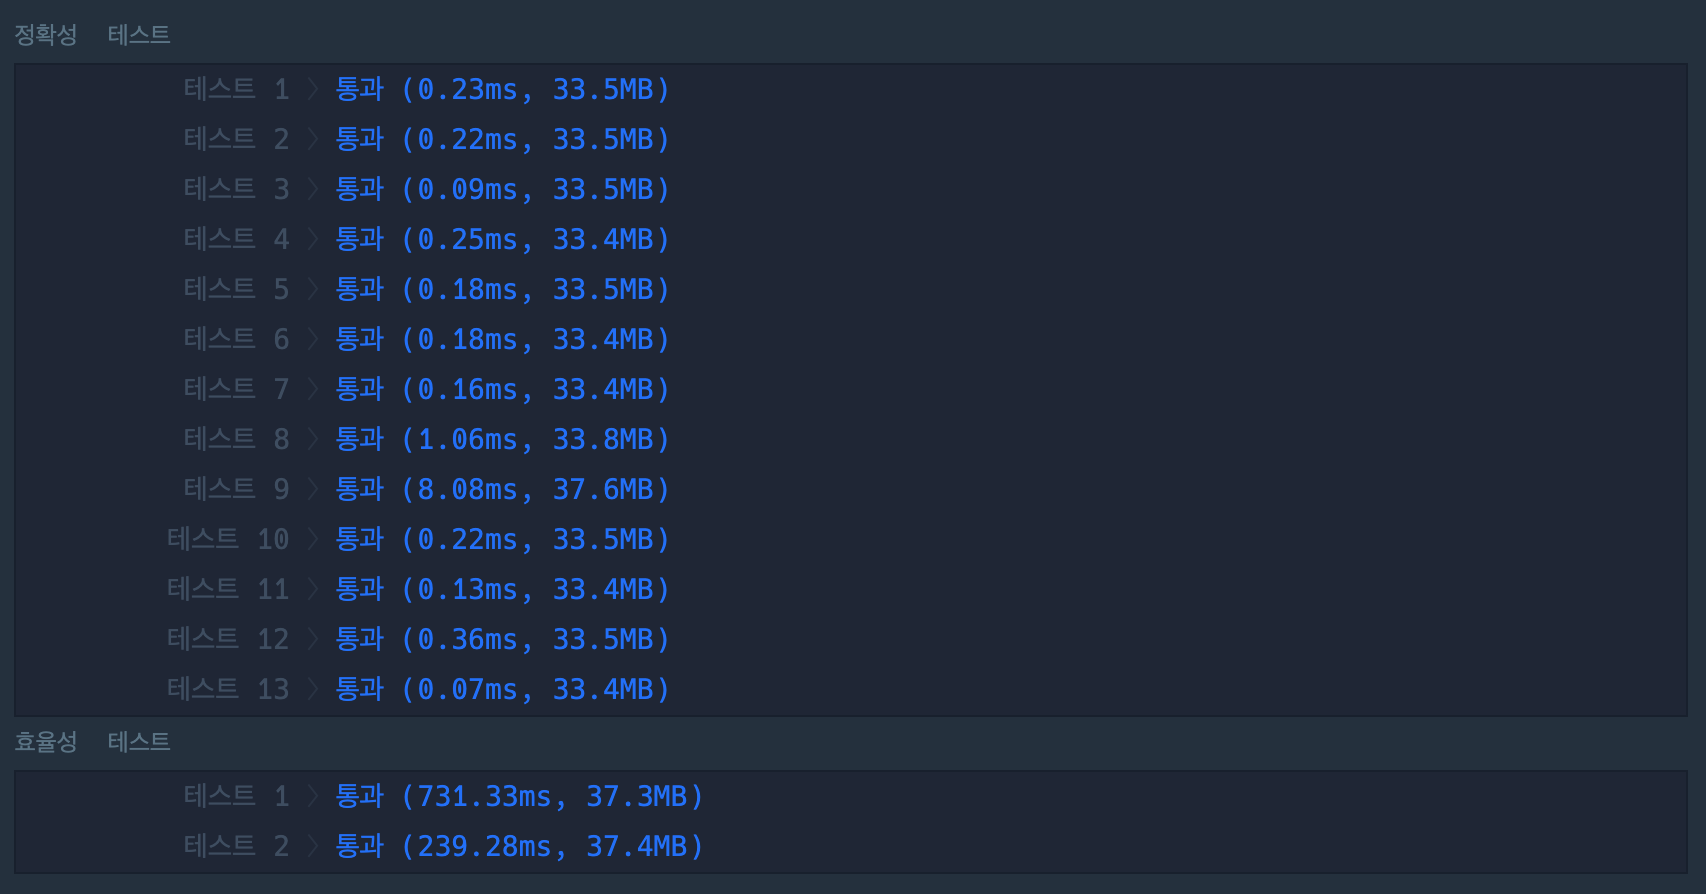 정확성 테스트
테스트 1 > 통과 (0.23ms, 33.5MB)
테스트 2 > 통과 (0.22ms, 33.5MB)
테스트 3 > 통과 (0.09ms, 33.5MB)
테스트 4 > 통과 (0.25ms, 33.4MB)
테스트 5 > 통과 (0.18ms, 33.5MB)
테스트 6 > 통과 (0.18ms, 33.4MB)
테스트 7 > 통과 (0.16ms, 33.4MB)
테스트 8 > 통과 (1.06ms, 33.8MB)
테스트 9 > 통과 (8.08ms, 37.6MB)
테스트 10 > 통과 (0.22ms, 33.5MB)
테스트 11 > 통과 (0.13ms, 33.4MB)
테스트 12 > 통과 (0.36ms, 33.5MB)
테스트 13 > 통과 (0.07ms, 33.4MB)
효율성 테스트
테스트 1 > 통과 (731.33ms, 37.3MB)
테스트 2 > 통과 (239.28ms, 37.4MB)